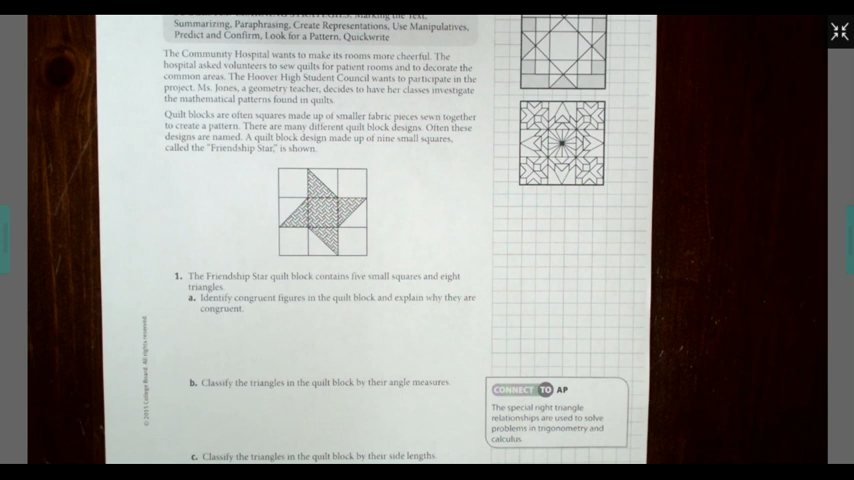 Summarizing, Paraphrasing, Create Representations, Use Manipulatives,
Predict and Confirm, Look for a Pattern, Quickwrite
The Community Hospital wants to make its rooms more cheerful. The
hospital asked volunteers to sew quilts for patient rooms and to decorate the
common areas. The Hoover High Student Council wants to participate in the
project. Ms. Jones, a geometry teacher, decides to have her classes investigate
the mathematical patterns found in quilts.
Quilt blocks are often squares made up of smaller fabric pieces sewn together
to create a pattern. There are many different quilt block designs. Often these
designs are named. A quilt block design made up of nine small squares,
called the "Friendship Star," is shown.
1. The Friendship Star quilt block contains five small squares and eight
triangles.
a. Identify congruent figures in the quilt block and explain why they are
congruent.
b. Classify the triangles in the quilt block by their angle measures.
c. Classify the triangles in the quilt block by their side lengths.
CONNECT TO AP
The special right triangle
relationships are used to solve
problems in trigonometry and
calculus.
© 2015 College Board. All rights reserved.